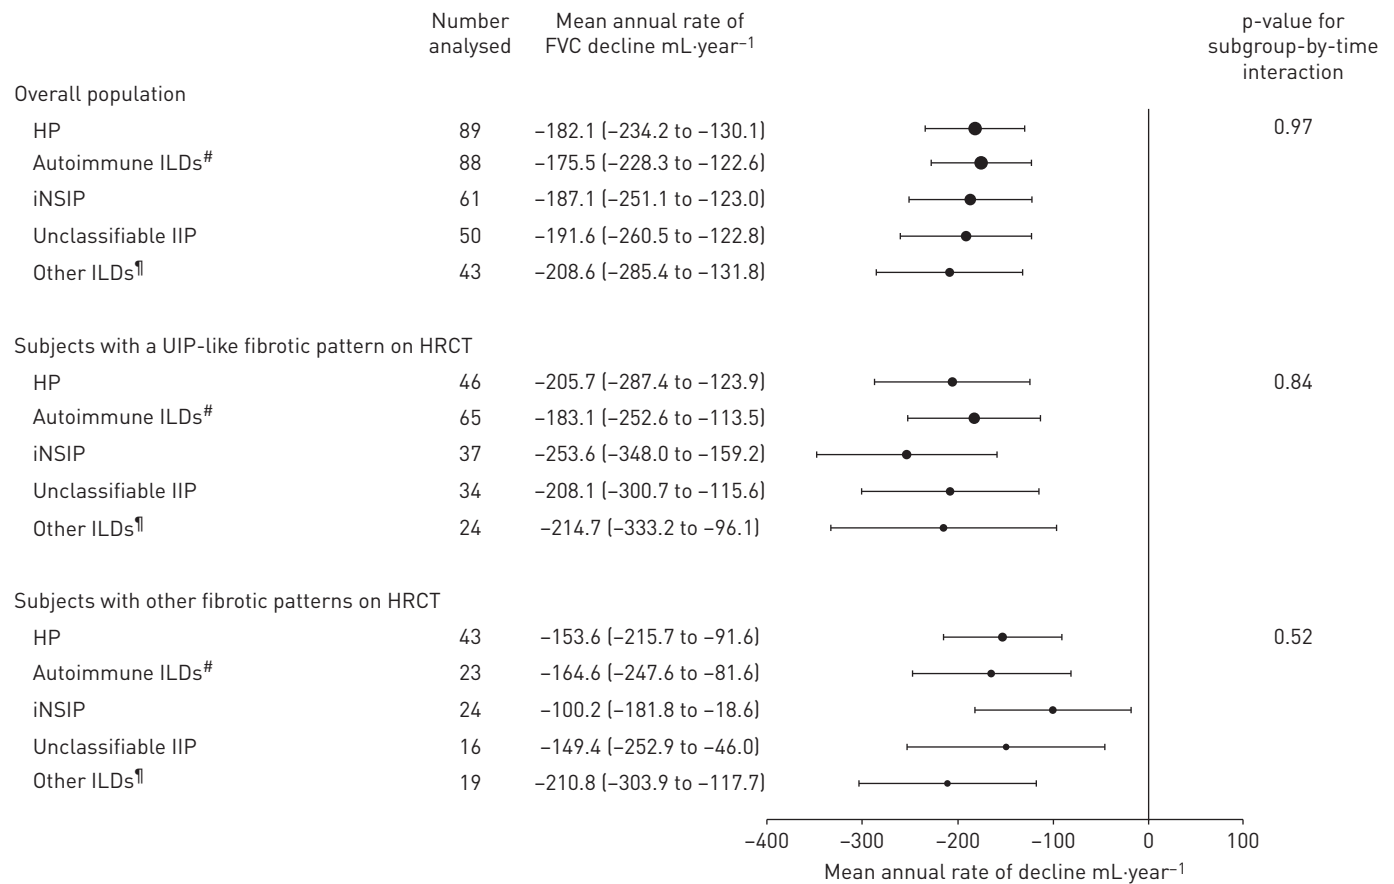 Number analysed
Mean annual rate of FVC decline mL·year⁻¹
p-value for subgroup-by-time interaction
Overall population
HP 89 –182.1 (–234.2 to –130.1) 0.97
Autoimmune ILDs# 88 –175.5 (–228.3 to –122.6)
iNSIP 61 –187.1 (–251.1 to –123.0)
Unclassifiable IIP 50 –191.6 (–260.5 to –122.8)
Other ILDs¶ 43 –208.6 (–285.4 to –131.8)
Subjects with a UIP-like fibrotic pattern on HRCT
HP 46 –205.7 (–287.4 to –123.9) 0.84
Autoimmune ILDs# 65 –183.1 (–252.6 to –113.5)
iNSIP 37 –253.6 (–348.0 to –159.2)
Unclassifiable IIP 34 –208.1 (–300.7 to –115.6)
Other ILDs¶ 24 –214.7 (–333.2 to –96.1)
Subjects with other fibrotic patterns on HRCT
HP 43 –153.6 (–215.7 to –91.6) 0.52
Autoimmune ILDs# 23 –164.6 (–247.6 to –81.6)
iNSIP 24 –100.2 (–181.8 to –18.6)
Unclassifiable IIP 16 –149.4 (–252.9 to –46.0)
Other ILDs¶ 19 –210.8 (–303.9 to –117.7)
–400 –300 –200 –100 0 100
Mean annual rate of decline mL·year⁻¹